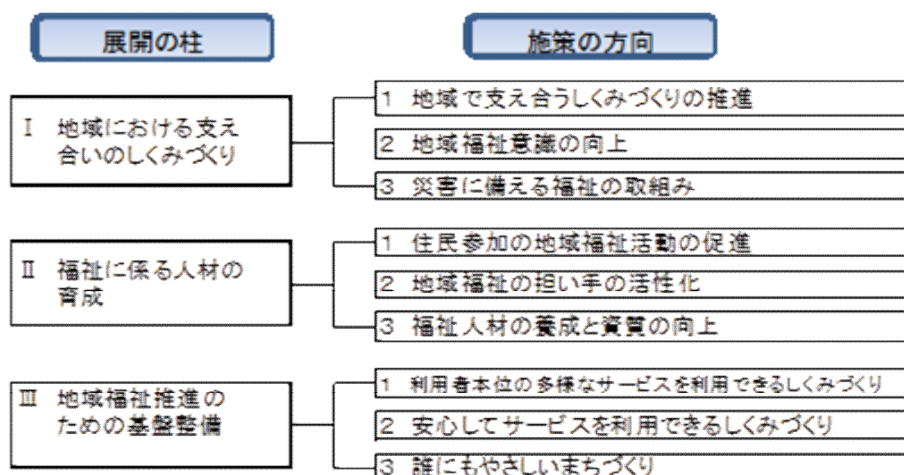 展開の柱
施策の方向
Ⅰ 地域における支え
合いのしくみづくり
1 地域で支え合うしくみづくりの推進
2 地域福祉意識の向上
3 災害に備える福祉の取組み
Ⅱ 福祉に係る人材の
育成
1 住民参加の地域福祉活動の促進
2 地域福祉の担い手の活性化
3 福祉人材の養成と資質の向上
Ⅲ 地域福祉推進の
ための基盤整備
1 利用者本位の多様なサービスを利用できるしくみづくり
2 安心してサービスを利用できるしくみづくり
3 誰にもやさしいまちづくり